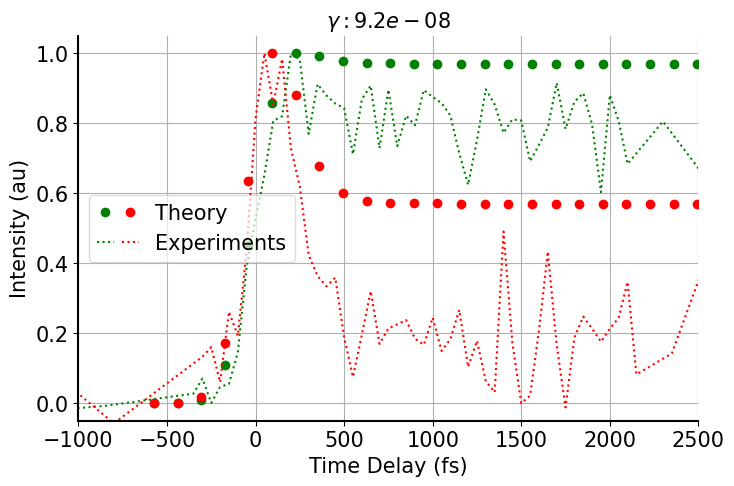 γ : 9.2e − 08
Intensity (au)
1.0
0.8
0.6
0.4
0.2
0.0
Theory
Experiments
−1000 −500 0 500 1000 1500 2000 2500
Time Delay (fs)